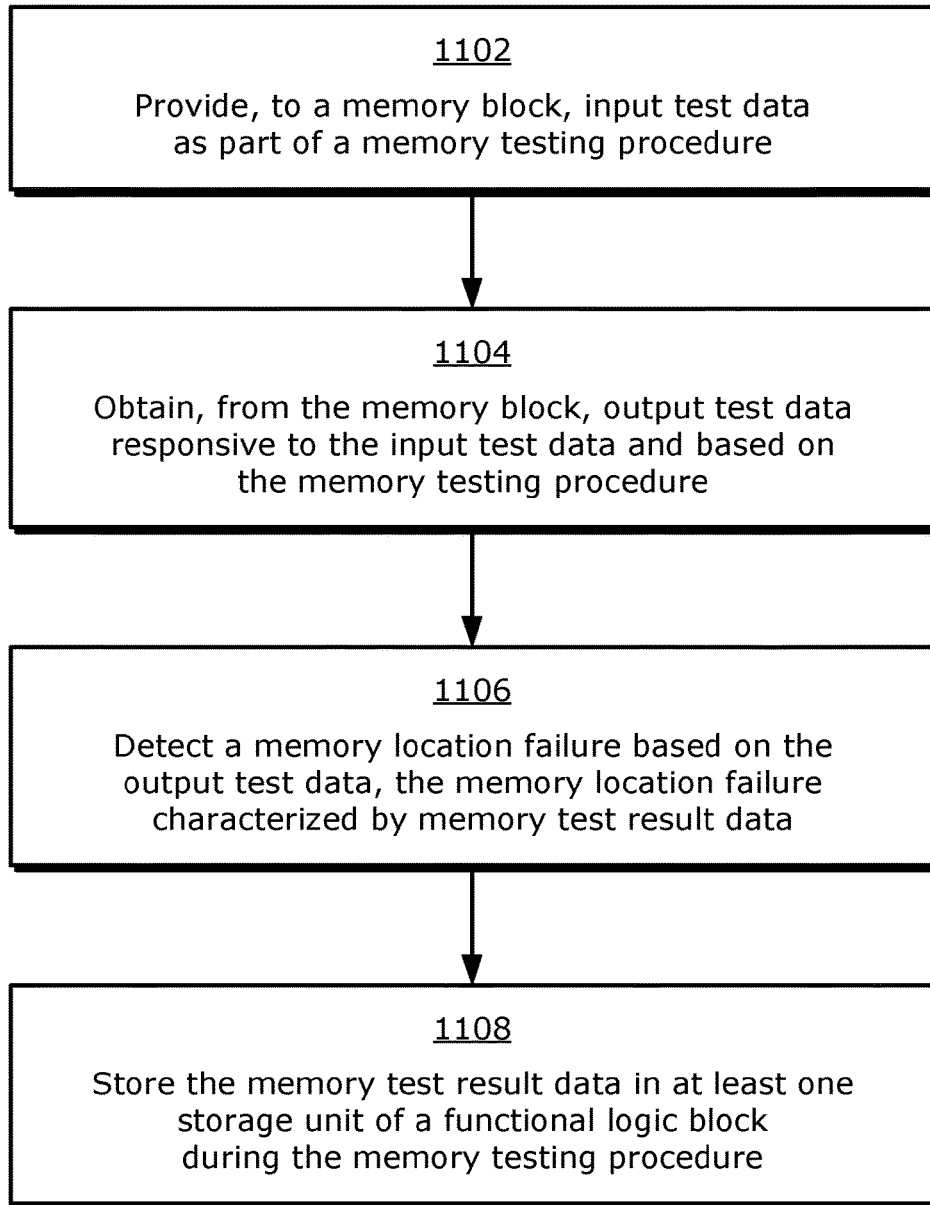 1102
Provide, to a memory block, input test data
as part of a memory testing procedure
1104
Obtain, from the memory block, output test data
responsive to the input test data and based on
the memory testing procedure
1106
Detect a memory location failure based on the
output test data, the memory location failure
characterized by memory test result data
1108
Store the memory test result data in at least one
storage unit of a functional logic block
during the memory testing procedure